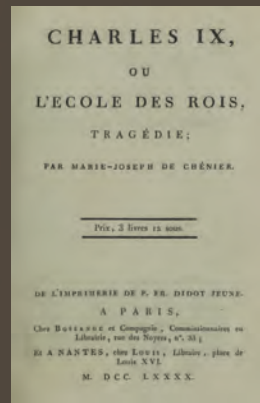 CHARLES IX,
OU
L'ECOLE DES ROIS,
TRAGÉDIE;
PAR MARIE-JOSEPH DE CHÉNIER.
Prix, 3 livres 12 sous.
DE L'IMPRIMERIE DE P. FR. DIDOT JEUNE.
A PARIS,
Chez BOSSANGE et Compagnie, Commissionnaires en
Librairie, rue des Noyers, n°. 33;
Et A NANTES, chez LOUIS, Libraire, place de
Louis XVI.
M. DCC. LXXXX.